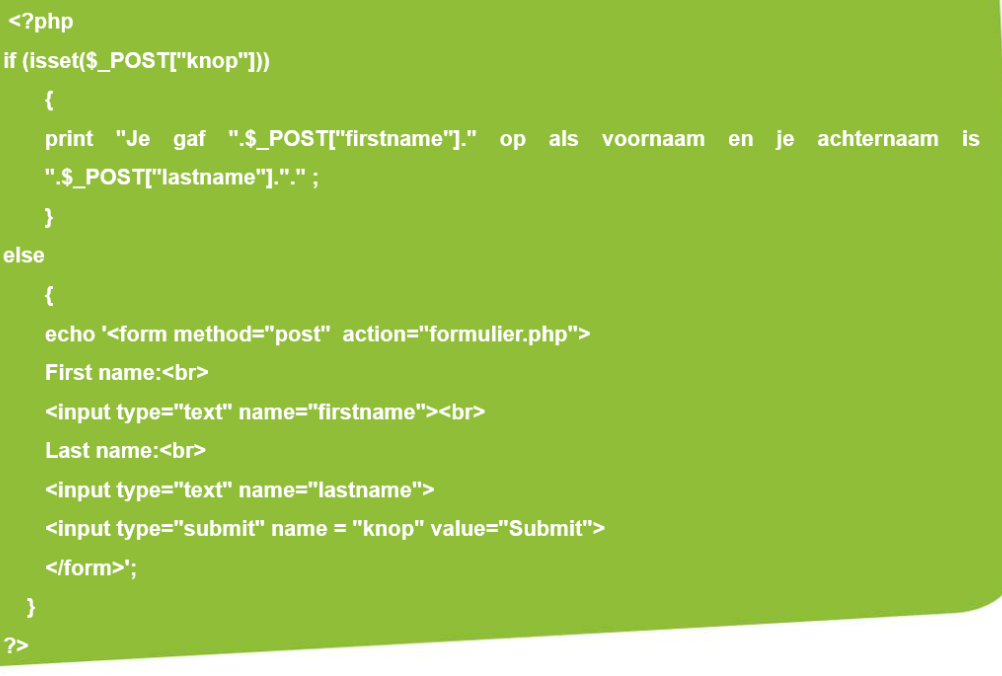 <?php
if (isset($_POST["knop"]))
{
print "Je gaf ".$_POST["firstname"]." op als voornaam en je achternaam is
".$_POST["lastname"]."." ;
}
else
{
echo '<form method="post"  action="formulier.php">
First name:<br>
<input type="text" name="firstname"><br>
Last name:<br>
<input type="text" name="lastname">
<input type="submit" name = "knop" value="Submit">
</form>';
}
?>